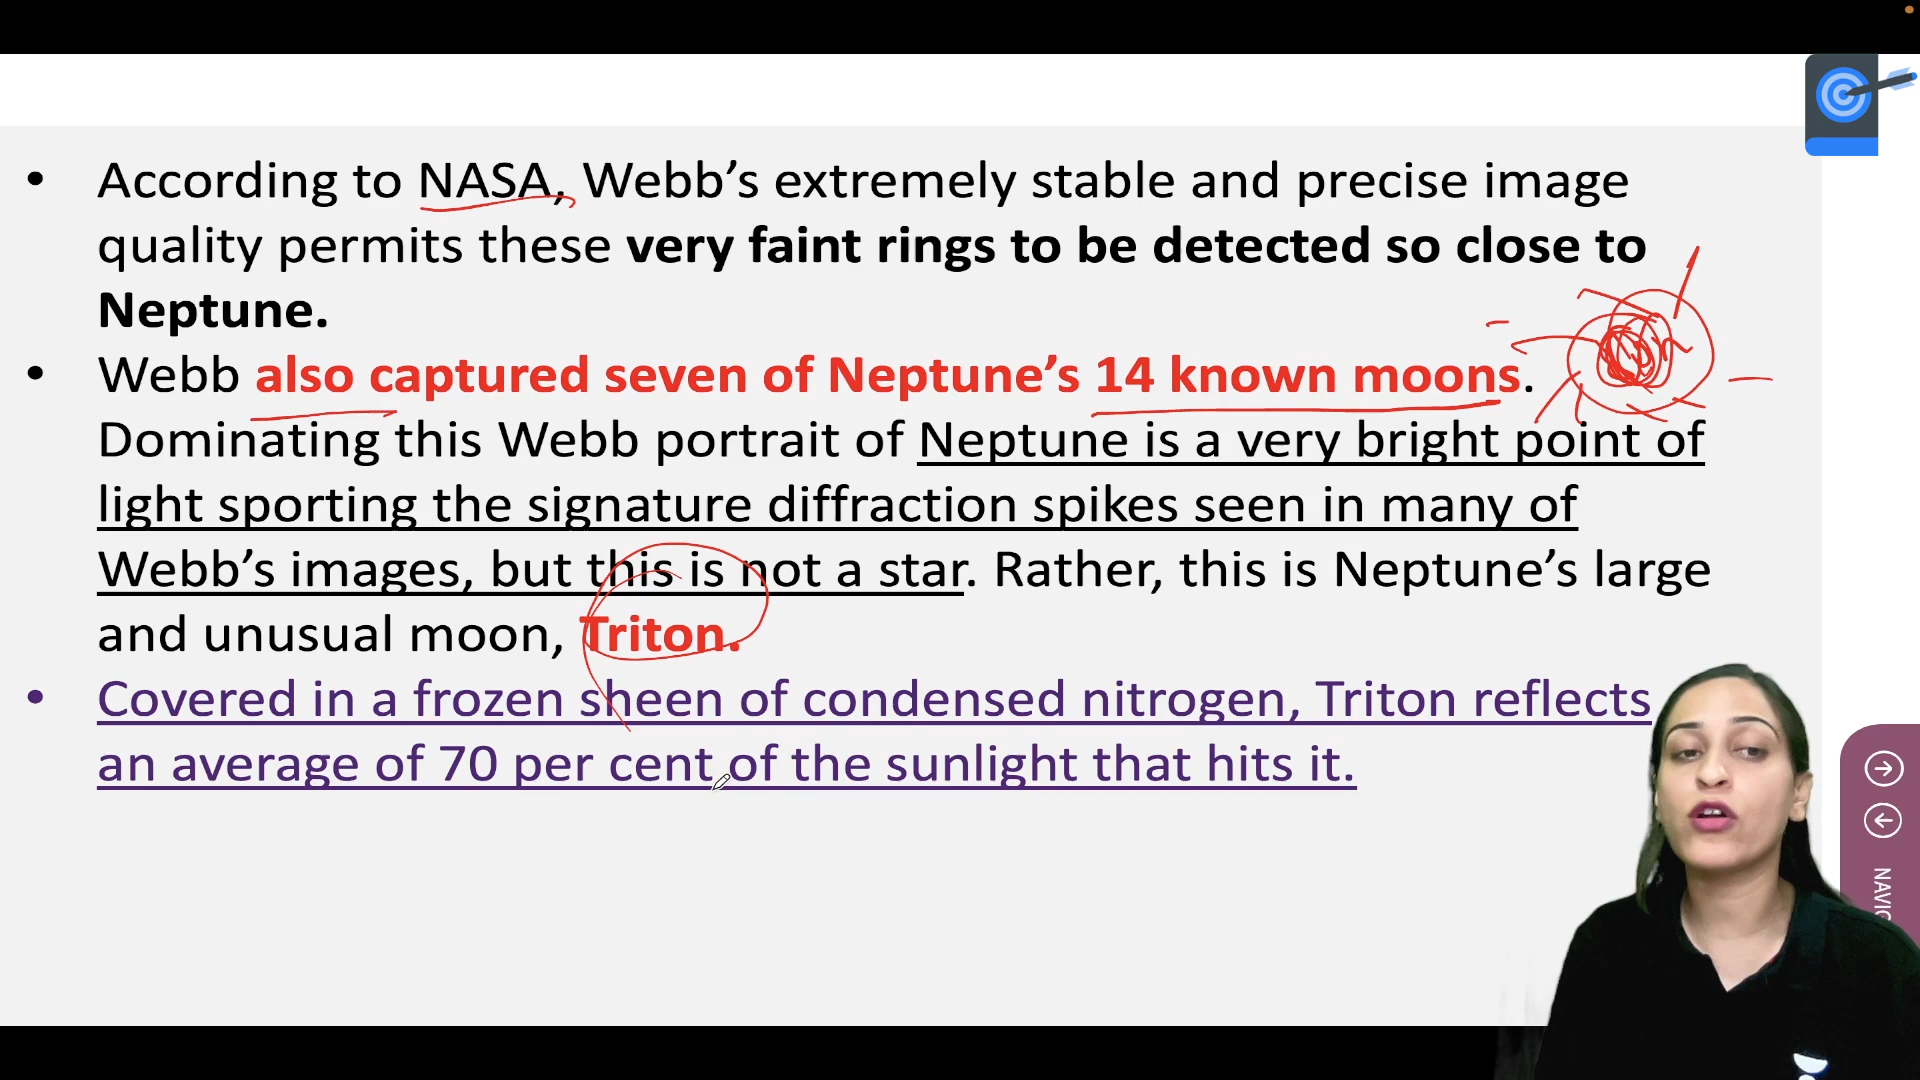 • According to NASA, Webb’s extremely stable and precise image
quality permits these very faint rings to be detected so close to
Neptune.
• Webb also captured seven of Neptune’s 14 known moons.
Dominating this Webb portrait of Neptune is a very bright point of
light sporting the signature diffraction spikes seen in many of
Webb’s images, but this is not a star. Rather, this is Neptune’s large
and unusual moon, Triton.
• Covered in a frozen sheen of condensed nitrogen, Triton reflects
an average of 70 per cent of the sunlight that hits it.